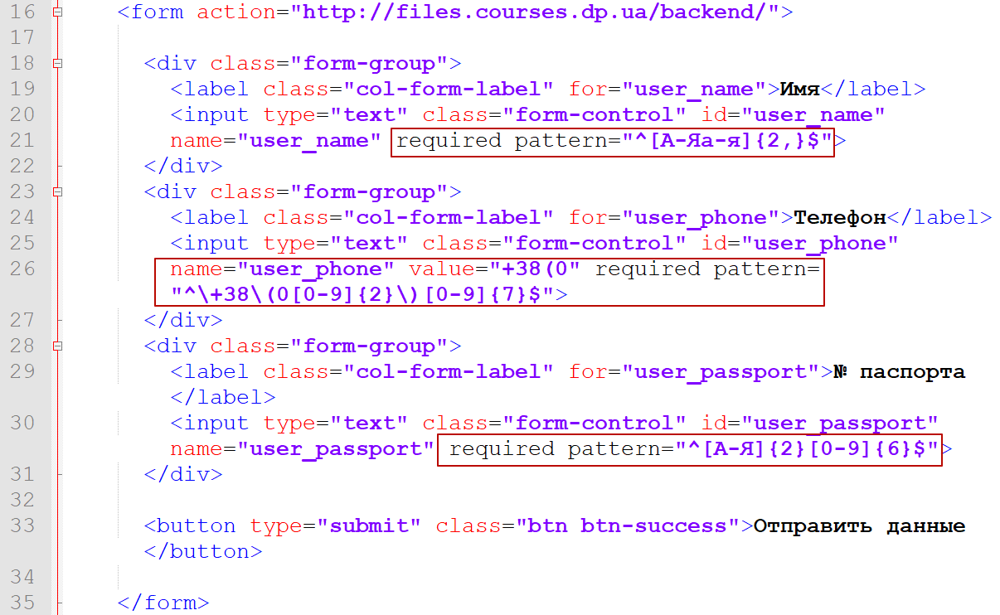 16 <form action="http://files.courses.dp.ua/backend/">
17
18 <div class="form-group">
19 <label class="col-form-label" for="user_name">Имя</label>
20 <input type="text" class="form-control" id="user_name"
21 name="user_name" required pattern="^[А-Яа-я]{2,}$">
22 </div>
23 <div class="form-group">
24 <label class="col-form-label" for="user_phone">Телефон</label>
25 <input type="text" class="form-control" id="user_phone"
26 name="user_phone" value="+38(0" required pattern=
"^\+38\(0[0-9]{2}\)[0-9]{7}$">
27 </div>
28 <div class="form-group">
29 <label class="col-form-label" for="user_passport">№ паспорта
</label>
30 <input type="text" class="form-control" id="user_passport"
name="user_passport" required pattern="^[А-Я]{2}[0-9]{6}$">
31 </div>
32
33 <button type="submit" class="btn btn-success">Отправить данные
</button>
34
35 </form>